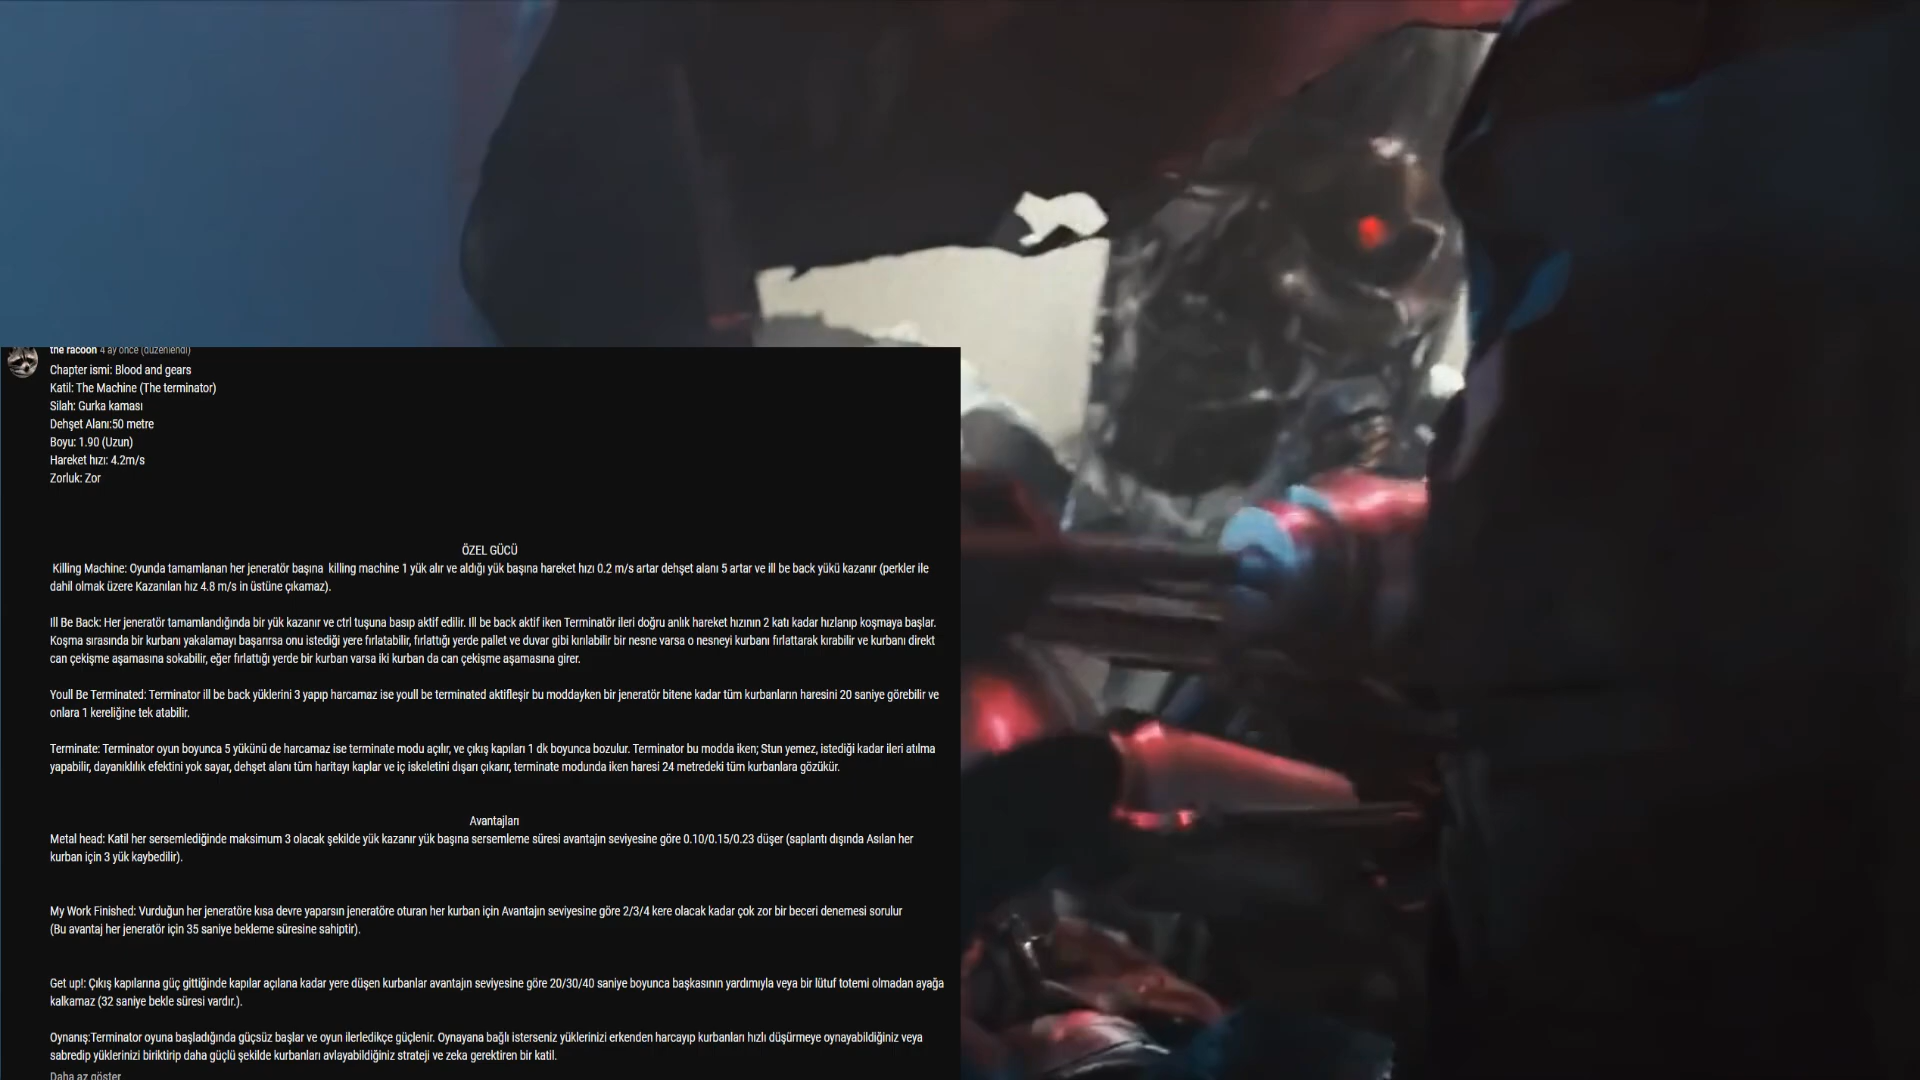 the racoon 4 ay önce (düzenlendi)
Chapter ismi: Blood and gears
Katil: The Machine (The terminator)
Silah: Gurka kaması
Dehşet Alanı:50 metre
Boyu: 1.90 (Uzun)
Hareket hızı: 4.2m/s
Zorluk: Zor
ÖZEL GÜCÜ
Killing Machine: Oyunda tamamlanan her jeneratör başına killing machine 1 yük alır ve aldığı yük başına hareket hızı 0.2 m/s artar dehşet alanı 5 artar ve ill be back yükü kazanır (perkler ile
dahil olmak üzere Kazanılan hız 4.8 m/s in üstüne çıkamaz).
Ill Be Back: Her jeneratör tamamlandığında bir yük kazanır ve ctrl tuşuna basıp aktif edilir. Ill be back aktif iken Terminatör ileri doğru anlık hareket hızının 2 katı kadar hızlanıp koşmaya başlar.
Koşma sırasında bir kurbanı yakalamayı başarırsa onu istediği yere fırlatabilir, fırlattığı yerde pallet ve duvar gibi kırılabilir bir nesne varsa o nesneyi kurbanı fırlattarak kırabilir ve kurbanı direkt
can çekişme aşamasına sokabilir, eğer fırlattığı yerde bir kurban varsa iki kurban da can çekişme aşamasına girer.
Youll Be Terminated: Terminator ill be back yüklerini 3 yapıp harcamaz ise youll be terminated aktifleşir bu moddayken bir jeneratör bitene kadar tüm kurbanların haresini 20 saniye görebilir ve
onlara 1 kereliğine tek atabilir.
Terminate: Terminator oyun boyunca 5 yükünü de harcamaz ise terminate modu açılır, ve çıkış kapıları 1 dk boyunca bozulur. Terminator bu modda iken; Stun yemez, istediği kadar ileri atılma
yapabilir, dayanıklılık efektini yok sayar, dehşet alanı tüm haritayı kaplar ve iç iskeletini dışarı çıkarır, terminate modunda iken haresi 24 metredeki tüm kurbanlara gözükür.
Avantajları
Metal head: Katil her sersemlediğinde maksimum 3 olacak şekilde yük kazanır yük başına sersemleme süresi avantajın seviyesine göre 0.10/0.15/0.23 düşer (saplantı dışında Asılan her
kurban için 3 yük kaybedilir).
My Work Finished: Vurduğun her jeneratöre kısa devre yaparsın jeneratöre oturan her kurban için Avantajın seviyesine göre 2/3/4 kere olacak kadar çok zor bir beceri denemesi sorulur
(Bu avantaj her jeneratör için 35 saniye bekleme süresine sahiptir).
Get up!: Çıkış kapılarına güç gittiğinde kapılar açılana kadar yere düşen kurbanlar avantajın seviyesine göre 20/30/40 saniye boyunca başkasının yardımıyla veya bir lütuf totemi olmadan ayağa
kalkamaz (32 saniye bekle süresi vardır.).
Oynanış:Terminator oyuna başladığında güçsüz başlar ve oyun ilerledikçe güçlenir. Oynayana bağlı isterseniz yüklerinizi erkenden harcayıp kurbanları hızlı düşürmeye oynayabildiğiniz veya
sabredip yüklerinizi biriktirip daha güçlü şekilde kurbanları avlayabildiğiniz strateji ve zeka gerektiren bir katil.
Daha az göster